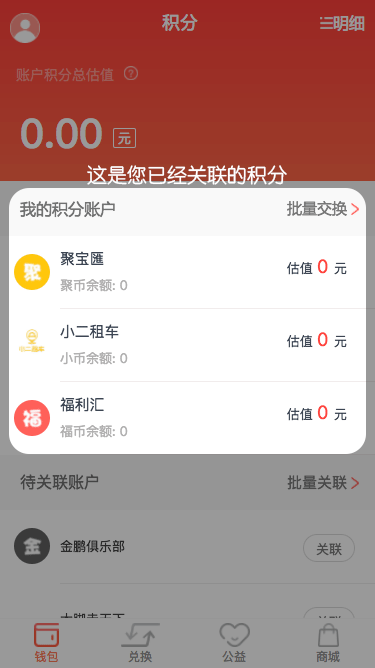 积分
明细
账户积分总估值 ?
0.00 元
这是您已经关联的积分
我的积分账户 批量交换
聚 聚宝匯 估值 0 元
聚币余额: 0
小二租车 估值 0 元
小二租车 小币余额: 0
福利汇 估值 0 元
福 福币余额: 0
待关联账户 批量关联
金 金鹏俱乐部 关联
钱包 兑换 公益 商城